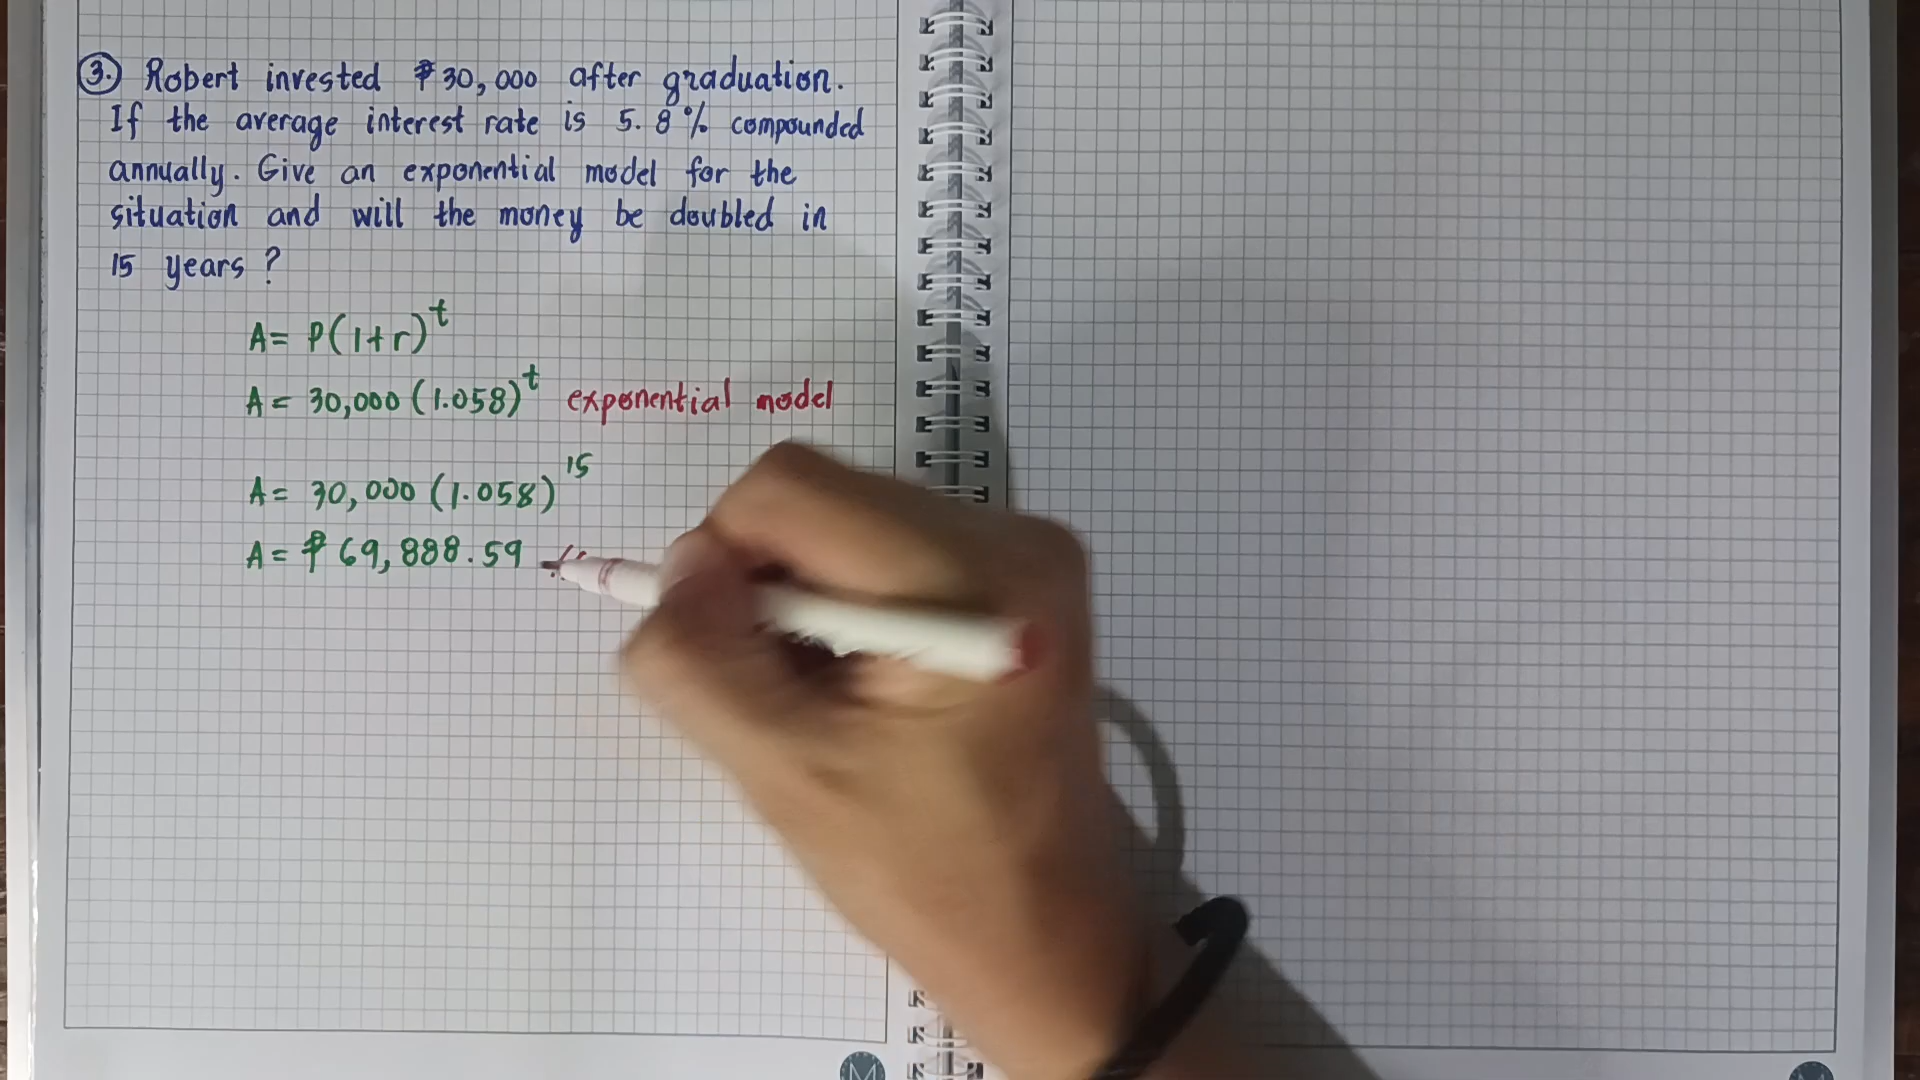 3. Robert invested ₱30,000 after graduation.
If the average interest rate is 5.8% compounded
annually. Give an exponential model for the
situation and will the money be doubled in
15 years?
A = P(1+r)^t
A = 30,000 (1.058)^t exponential model
A = 30,000 (1.058)^15
A = ₱69,888.59
M